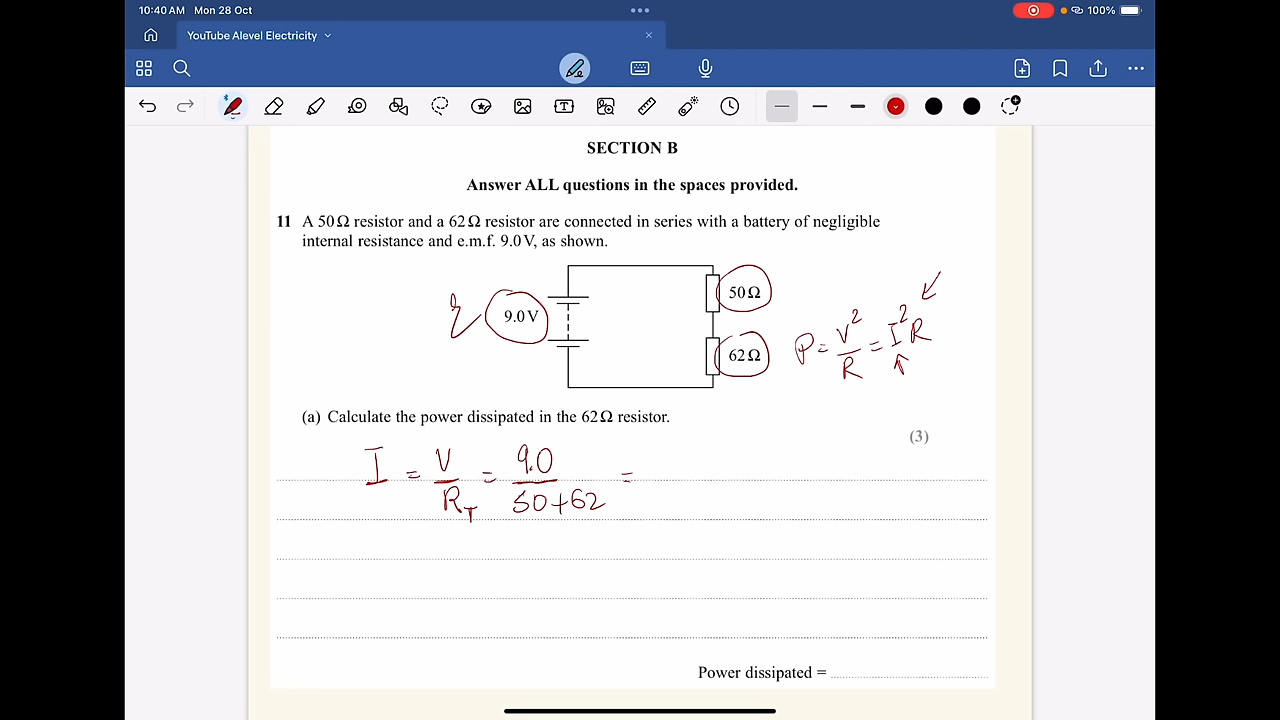 10:40 AM Mon 28 Oct
100%
YouTube Alevel Electricity
SECTION B
Answer ALL questions in the spaces provided.
11 A 50 Ω resistor and a 62 Ω resistor are connected in series with a battery of negligible
internal resistance and e.m.f. 9.0 V, as shown.
9.0 V
50 Ω
62 Ω
P = V²/R = I²R
(a) Calculate the power dissipated in the 62 Ω resistor.
(3)
I = V/R_T = 9.0/50+62 =
Power dissipated =